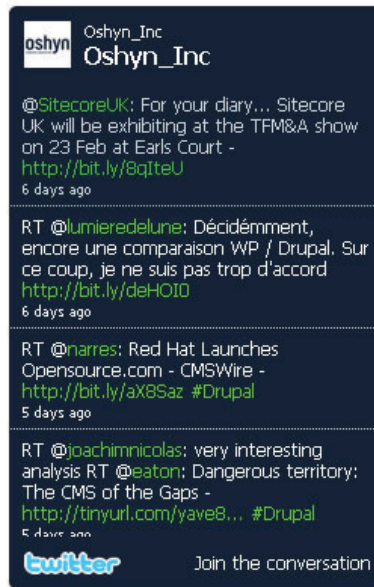 oshyn
Oshyn_Inc
Oshyn_Inc
@SitecoreUK: For your diary... Sitecore
UK will be exhibiting at the TFM&A show
on 23 Feb at Earls Court -
http://bit.ly/8qIteU
6 days ago
RT @lumieredelune: Décidémment,
encore une comparaison WP / Drupal. Sur
ce coup, je ne suis pas trop d'accord
http://bit.ly/deHOI0
6 days ago
RT @narres: Red Hat Launches
Opensource.com - CMSWire -
http://bit.ly/aX8Saz #Drupal
5 days ago
RT @joachimnicolas: very interesting
analysis RT @eaton: Dangerous territory:
The CMS of the Gaps -
http://tinyurl.com/yave8... #Drupal
5 days ago
twitter
Join the conversation